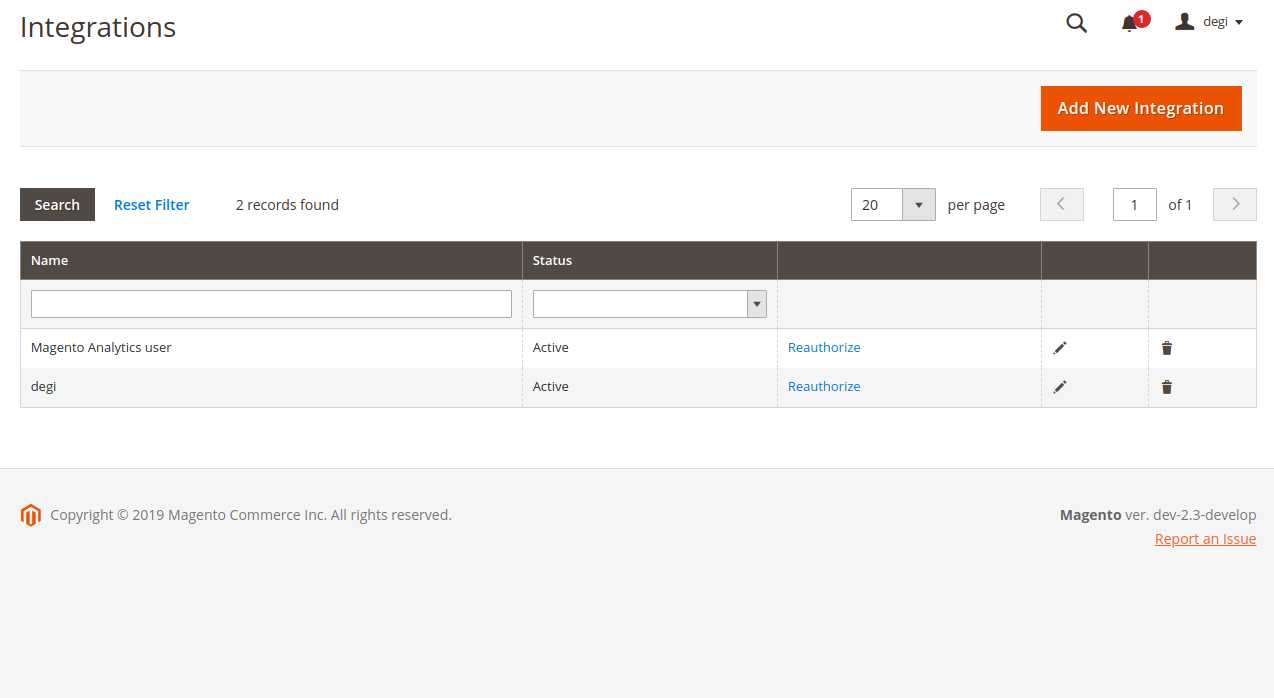 Integrations
1
degi
Add New Integration
Search Reset Filter 2 records found 20 per page 1 of 1
Name Status
Magento Analytics user Active Reauthorize
degi Active Reauthorize
Copyright © 2019 Magento Commerce Inc. All rights reserved. Magento ver. dev-2.3-develop
Report an Issue